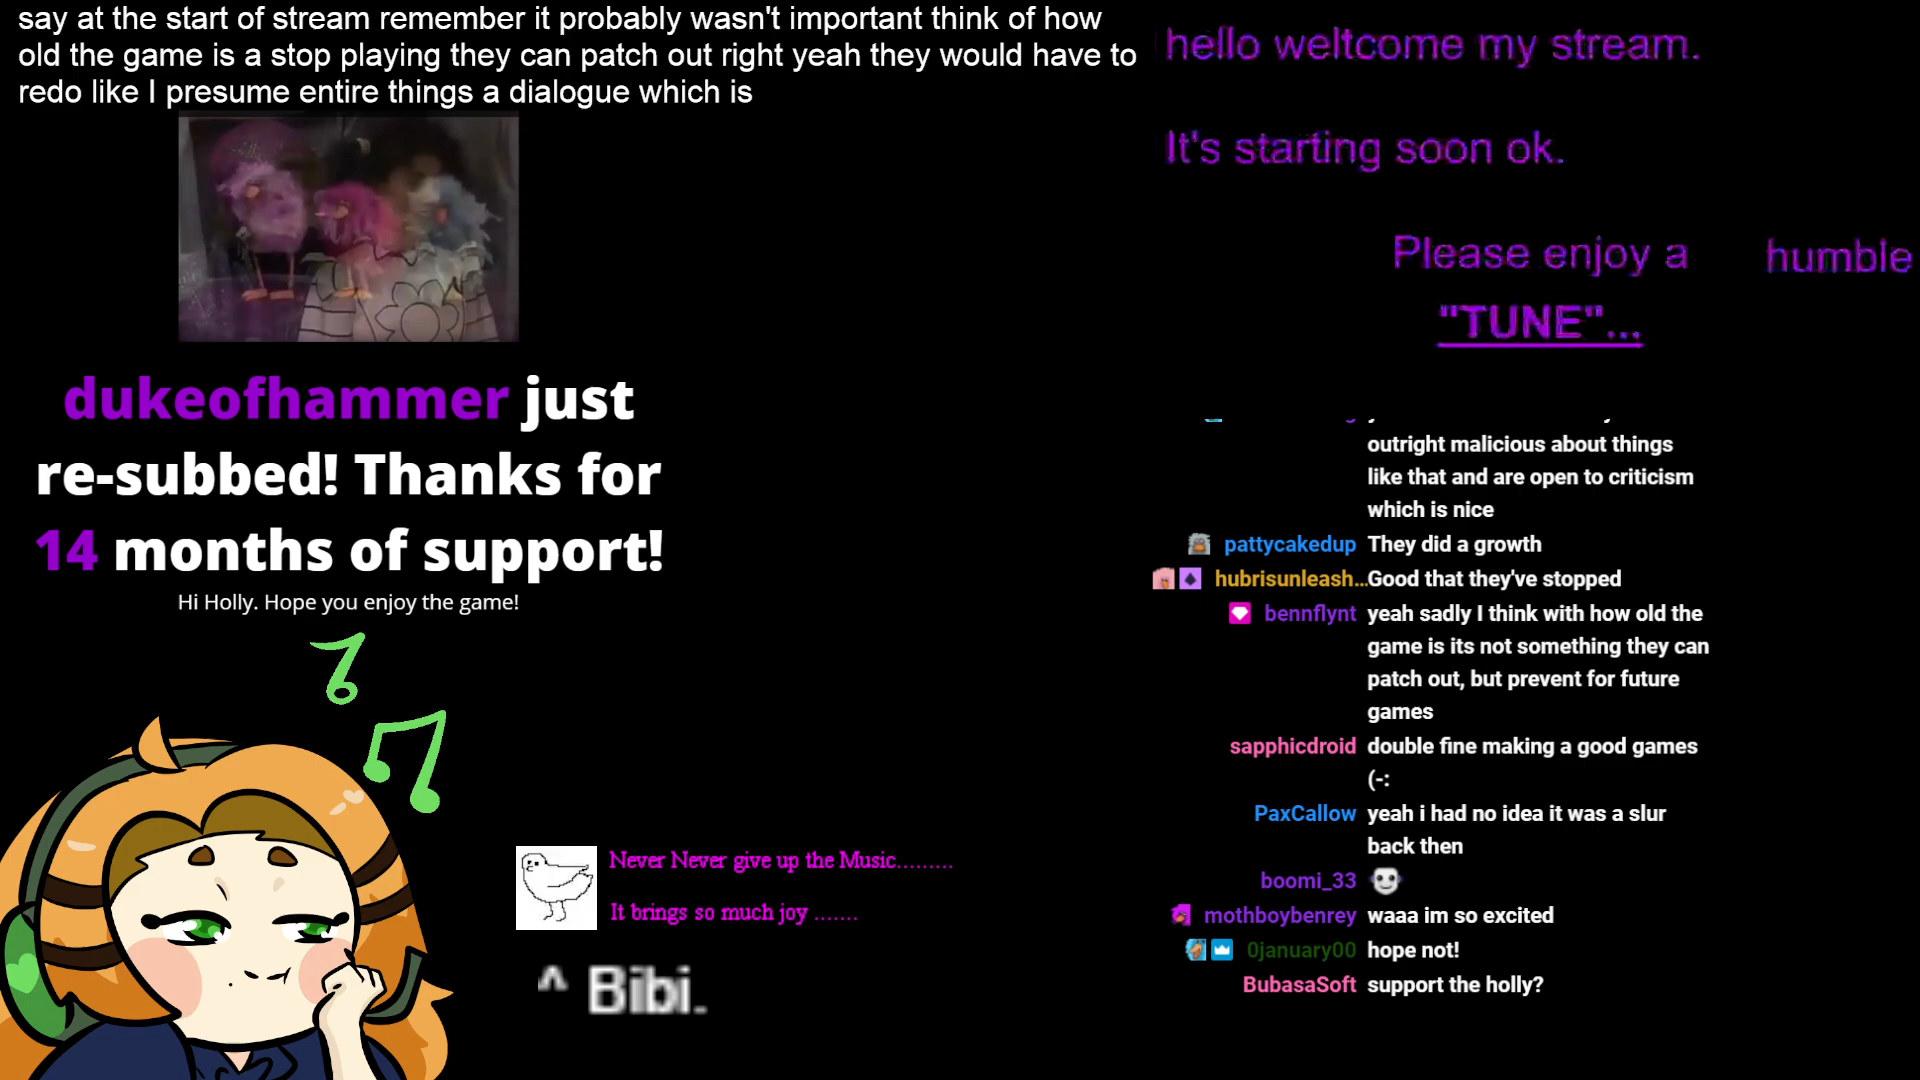 say at the start of stream remember it probably wasn't important think of how
old the game is a stop playing they can patch out right yeah they would have to
redo like I presume entire things a dialogue which is
hello weltcome my stream.
It's starting soon ok.
Please enjoy a humble
"TUNE"...
dukeofhammer just
re-subbed! Thanks for
14 months of support!
Hi Holly. Hope you enjoy the game!
outright malicious about things
like that and are open to criticism
which is nice
pattycakedup They did a growth
hubrisunleash... Good that they've stopped
bennflynt yeah sadly I think with how old the
game is its not something they can
patch out, but prevent for future
games
sapphicdroid double fine making a good games
(-:
PaxCallow yeah i had no idea it was a slur
back then
boomi_33
mothboybenrey waaa im so excited
0january00 hope not!
BubasaSoft support the holly?
Never Never give up the Music.........
It brings so much joy .......
^ Bibi.